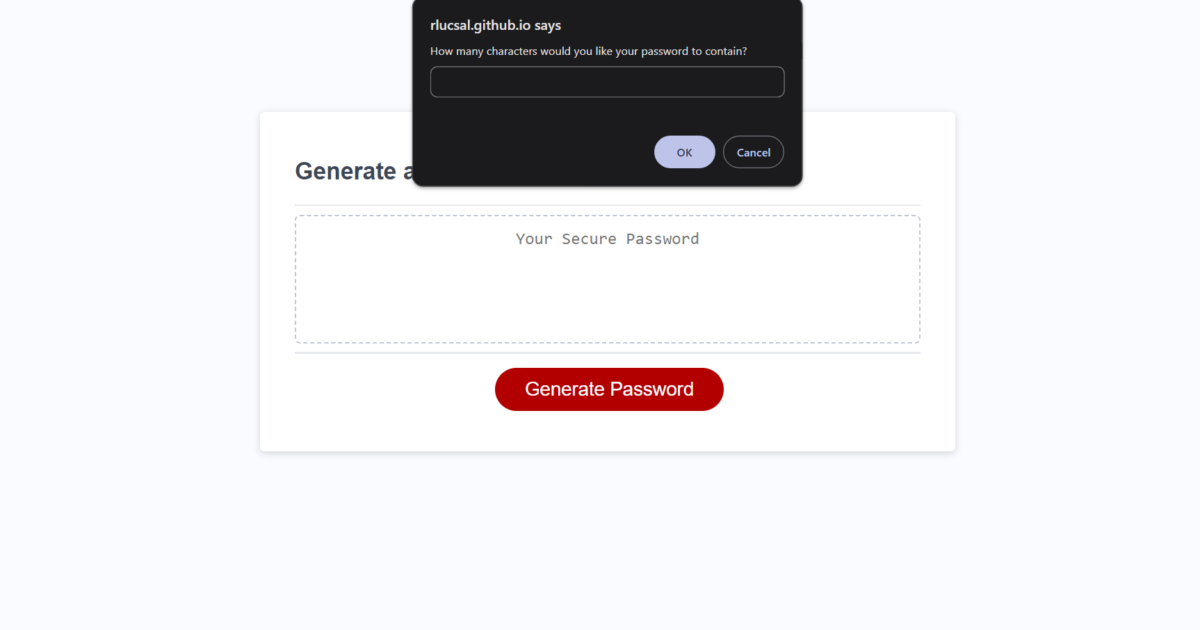 rlucsal.github.io says
How many characters would you like your password to contain?
OK
Cancel
Generate
Your Secure Password
Generate Password